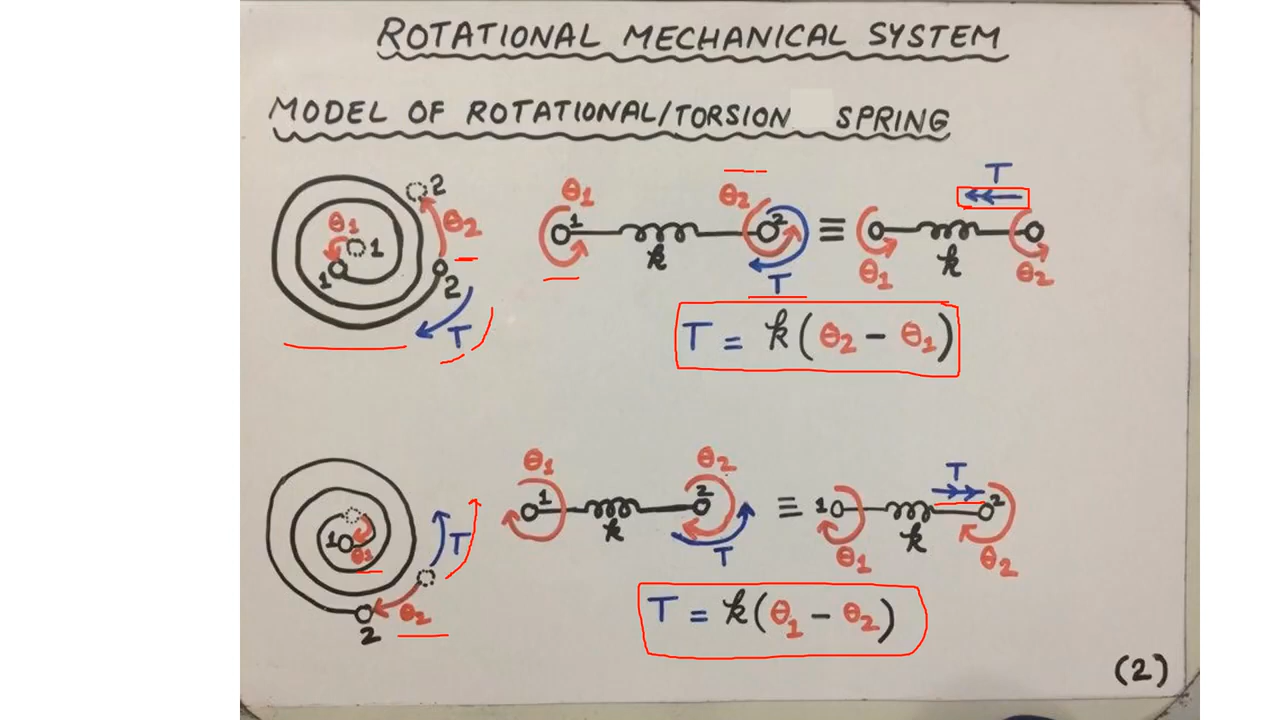 ROTATIONAL MECHANICAL SYSTEM
MODEL OF ROTATIONAL/TORSION SPRING
θ1 1 1 2 θ2 2 T
θ1 1 k θ2 2 T
≡
T θ1 k θ2
T = k(θ2 - θ1)
1 θ1 T θ2 2
θ1 1 k θ2 2 T
≡
T 1 θ1 k 2 θ2
T = k(θ1 - θ2)
(2)